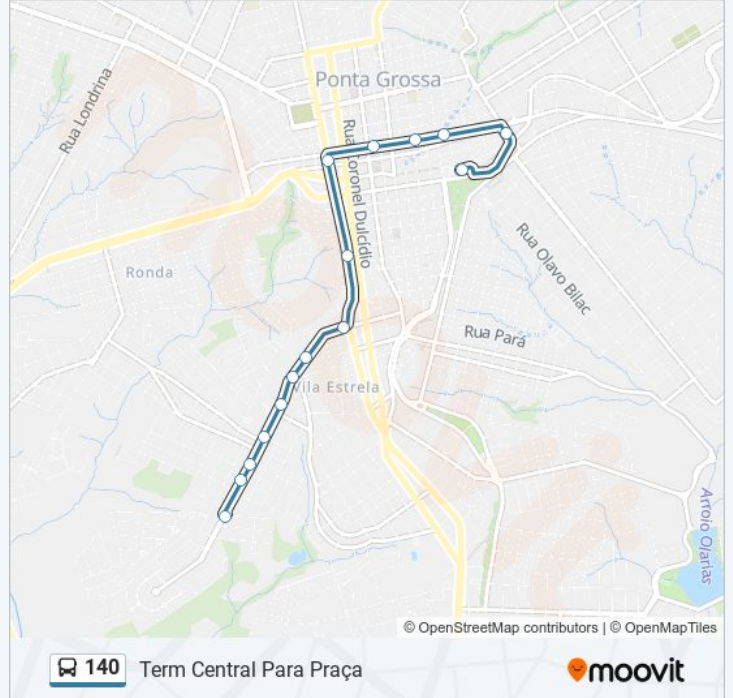 Ponta Grossa
Rua Londrina
Rua Coronel Dulcídio
Rua Olavo Bilac
Ronda
Rua Pará
Vila Estrela
Arroio Olarias
© OpenStreetMap contributors | © OpenMapTiles
140 Term Central Para Praça
moovit